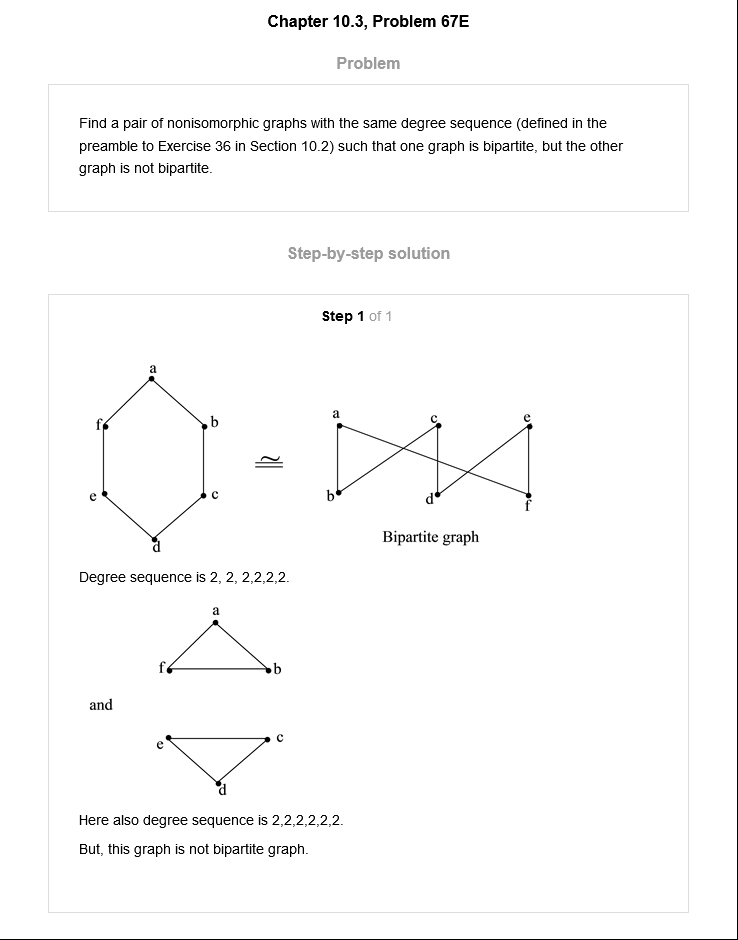 Chapter 10.3, Problem 67E
Problem
Find a pair of nonisomorphic graphs with the same degree sequence (defined in the
preamble to Exercise 36 in Section 10.2) such that one graph is bipartite, but the other
graph is not bipartite.
Step-by-step solution
Step 1 of 1
a
f
b
e
c
d
≅
a
c
e
b
d
f
Bipartite graph
Degree sequence is 2, 2, 2,2,2,2.
a
f
b
and
e
c
d
Here also degree sequence is 2,2,2,2,2,2.
But, this graph is not bipartite graph.